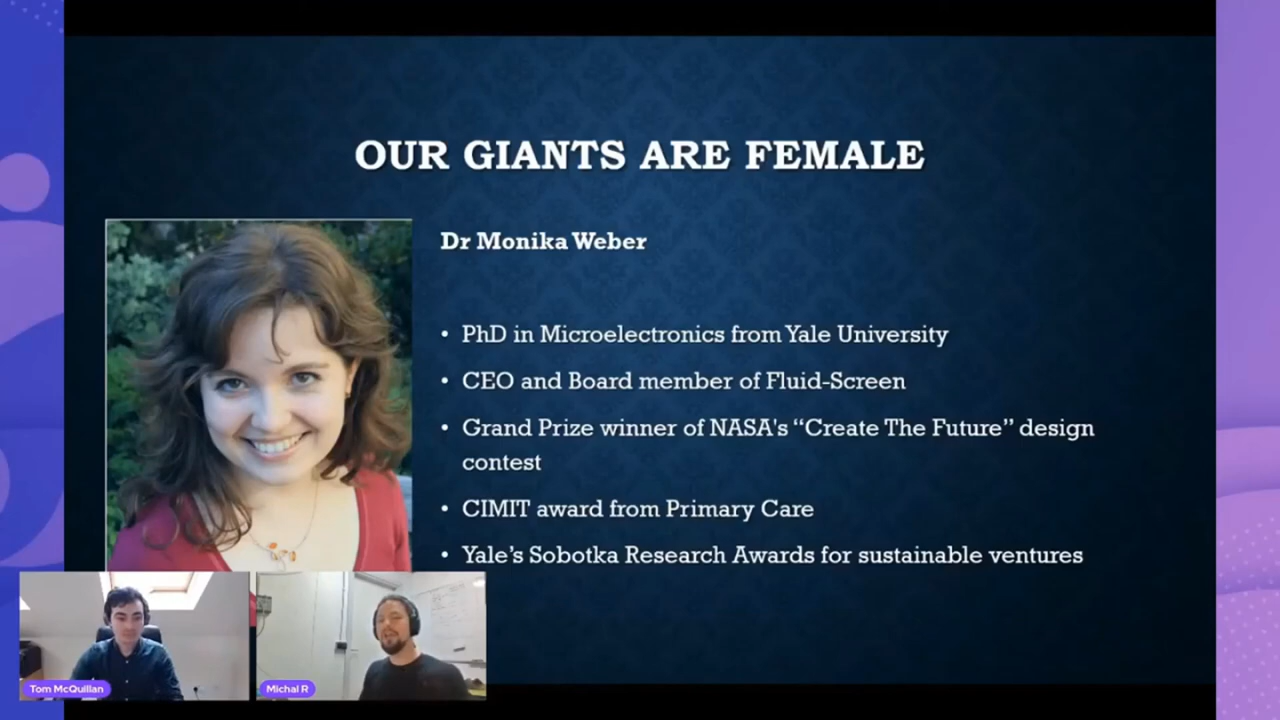 OUR GIANTS ARE FEMALE
Dr Monika Weber
• PhD in Microelectronics from Yale University
• CEO and Board member of Fluid-Screen
• Grand Prize winner of NASA's “Create The Future” design
contest
• CIMIT award from Primary Care
• Yale’s Sobotka Research Awards for sustainable ventures
Tom McQuillan
Michal R